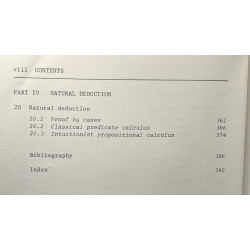 viii CONTENTS
PART IV NATURAL DEDUCTION
20 Natural deduction
20.1 Proof by cases 361
20.2 Classical predicate calculus 366
20.3 Intuitionist propositional calculus 374
Bibliography 386
Index 390